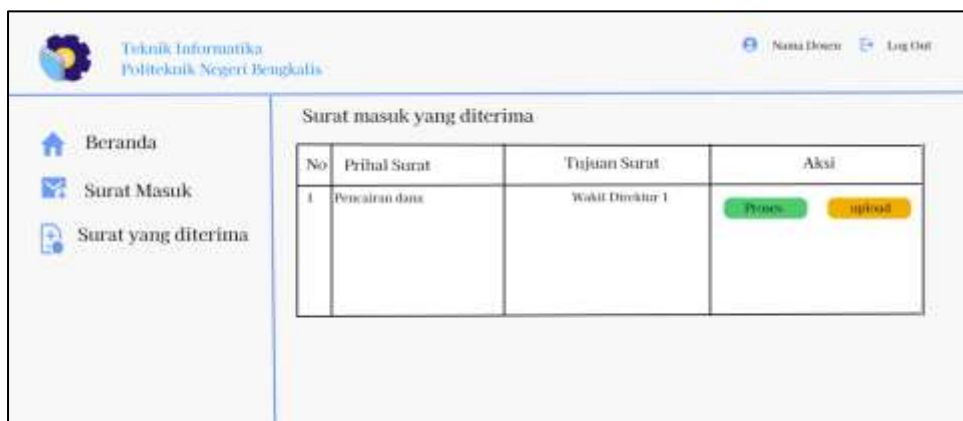 Teknik Informatika
Politeknik Negeri Bengkalis
Nama Dosen
Log Out
Beranda
Surat Masuk
Surat yang diterima
Surat masuk yang diterima
No Prihal Surat Tujuan Surat Aksi
1 Pencairan dana Wakil Direktur 1 Proses upload